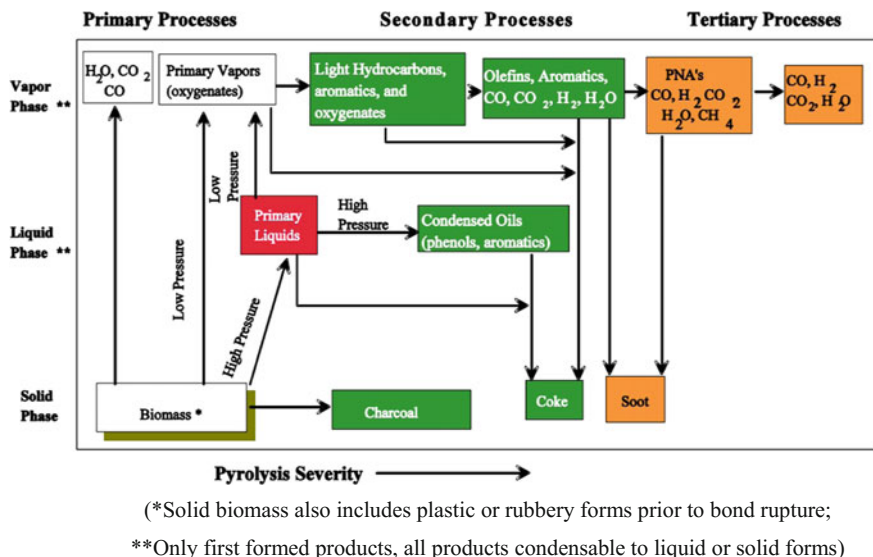 Primary Processes
Secondary Processes
Tertiary Processes
Vapor
Phase **
H₂O, CO₂
CO
Primary Vapors
(oxygenates)
Light Hydrocarbons,
aromatics, and
oxygenates
Olefins, Aromatics,
CO, CO₂, H₂, H₂O
PNA's
CO, H₂ CO₂
H₂O, CH₄
CO, H₂
CO₂, H₂O
Low
Pressure
Low Pressure
High Pressure
Liquid
Phase **
Primary
Liquids
High
Pressure
Condensed Oils
(phenols, aromatics)
Solid
Phase
Biomass *
Charcoal
Coke
Soot
Pyrolysis Severity
(*Solid biomass also includes plastic or rubbery forms prior to bond rupture;
**Only first formed products, all products condensable to liquid or solid forms)